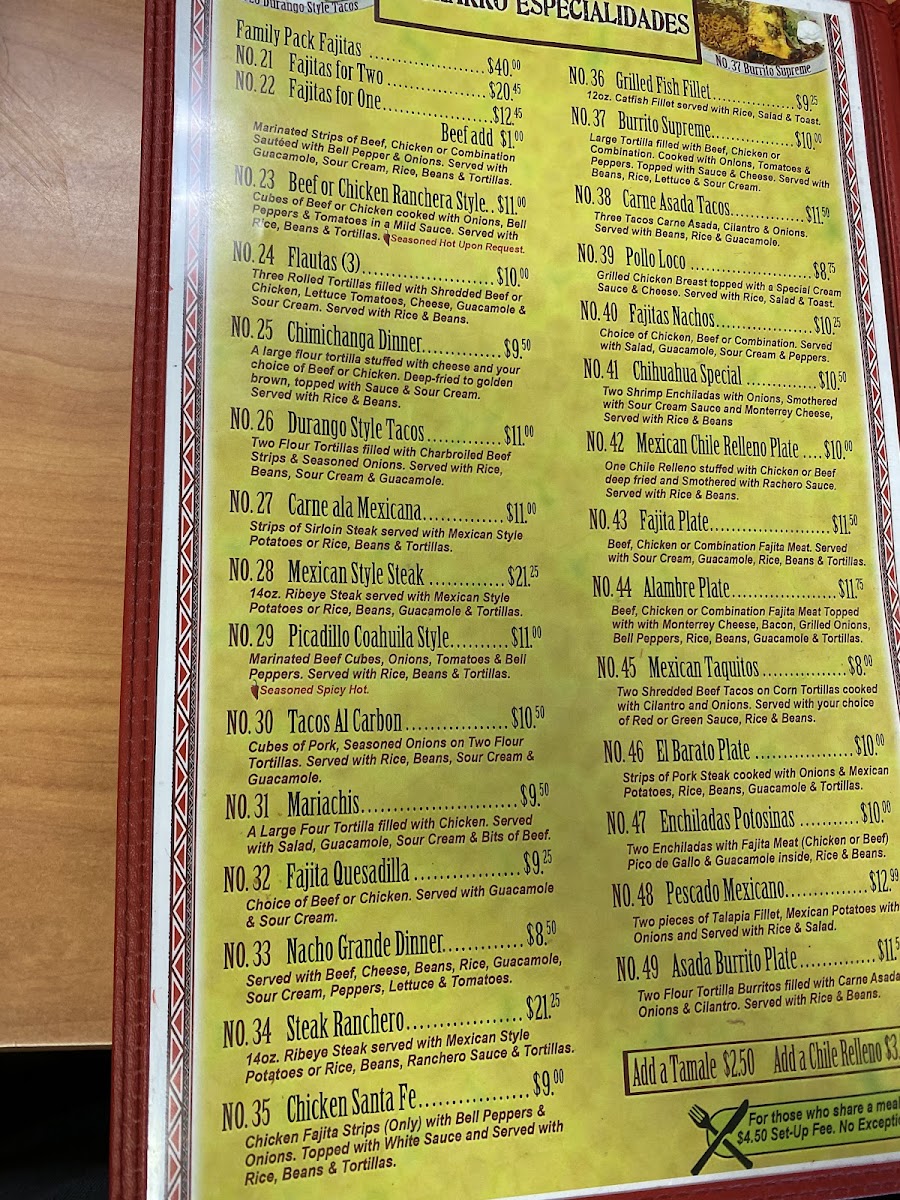 Durango Style Tacos
ESPECIALIDADES
NO. 37 Burrito Supreme
Family Pack Fajitas ........................$40.00
NO. 21 Fajitas for Two ......................$20.45
NO. 22 Fajitas for One......................$12.45
Beef add $1.00
Marinated Strips of Beef, Chicken or Combination
Sautéed with Bell Pepper & Onions. Served with
Guacamole, Sour Cream, Rice, Beans & Tortillas.
NO. 23 Beef or Chicken Ranchera Style.. $11.00
Cubes of Beef or Chicken cooked with Onions, Bell
Peppers & Tomatoes in a Mild Sauce. Served with
Rice, Beans & Tortillas. Seasoned Hot Upon Request.
NO. 24 Flautas (3)........................$10.00
Three Rolled Tortillas filled with Shredded Beef or
Chicken, Lettuce Tomatoes, Cheese, Guacamole &
Sour Cream. Served with Rice & Beans.
NO. 25 Chimichanga Dinner..............$9.50
A large flour tortilla stuffed with cheese and your
choice of Beef or Chicken. Deep-fried to golden
brown, topped with Sauce & Sour Cream.
Served with Rice & Beans.
NO. 26 Durango Style Tacos.............$11.00
Two Flour Tortillas filled with Charbroiled Beef
Strips & Seasoned Onions. Served with Rice,
Beans, Sour Cream & Guacamole.
NO. 27 Carne ala Mexicana..............$11.00
Strips of Sirloin Steak served with Mexican Style
Potatoes or Rice, Beans & Tortillas.
NO. 28 Mexican Style Steak .............$21.25
14oz. Ribeye Steak served with Mexican Style
Potatoes or Rice, Beans, Guacamole & Tortillas.
NO. 29 Picadillo Coahuila Style..........$11.00
Marinated Beef Cubes, Onions, Tomatoes & Bell
Peppers. Served with Rice, Beans & Tortillas.
Seasoned Spicy Hot.
NO. 30 Tacos Al Carbon ..................$10.50
Cubes of Pork, Seasoned Onions on Two Flour
Tortillas. Served with Rice, Beans, Sour Cream &
Guacamole.
NO. 31 Mariachis..........................$9.50
A Large Four Tortilla filled with Chicken. Served
with Salad, Guacamole, Sour Cream & Bits of Beef.
NO. 32 Fajita Quesadilla .................$9.25
Choice of Beef or Chicken. Served with Guacamole
& Sour Cream.
NO. 33 Nacho Grande Dinner.............$8.50
Served with Beef, Cheese, Beans, Rice, Guacamole,
Sour Cream, Peppers, Lettuce & Tomatoes.
NO. 34 Steak Ranchero..................$21.25
14oz. Ribeye Steak served with Mexican Style
Potatoes or Rice, Beans, Ranchero Sauce & Tortillas.
NO. 35 Chicken Santa Fe.................$9.00
Chicken Fajita Strips (Only) with Bell Peppers &
Onions. Topped with White Sauce and Served with
Rice, Beans & Tortillas.
NO. 36 Grilled Fish Fillet.................$9.25
12oz. Catfish Fillet served with Rice, Salad & Toast.
NO. 37 Burrito Supreme.................$10.00
Large Tortilla filled with Beef, Chicken or
Combination. Cooked with Onions, Tomatoes &
Peppers. Topped with Sauce & Cheese. Served with
Beans, Rice, Lettuce & Sour Cream.
NO. 38 Carne Asada Tacos...............$11.50
Three Tacos Carne Asada, Cilantro & Onions.
Served with Beans, Rice & Guacamole.
NO. 39 Pollo Loco ........................$8.75
Grilled Chicken Breast topped with a Special Cream
Sauce & Cheese. Served with Rice, Salad & Toast.
NO. 40 Fajitas Nachos....................$10.25
Choice of Chicken, Beef or Combination. Served
with Salad, Guacamole, Sour Cream & Peppers.
NO. 41 Chihuahua Special ..............$10.50
Two Shrimp Enchiladas with Onions, Smothered
with Sour Cream Sauce and Monterrey Cheese,
Served with Rice & Beans
NO. 42 Mexican Chile Relleno Plate ....$10.00
One Chile Relleno stuffed with Chicken or Beef
deep fried and Smothered with Rachero Sauce.
Served with Rice & Beans.
NO. 43 Fajita Plate.......................$11.50
Beef, Chicken or Combination Fajita Meat. Served
with Sour Cream, Guacamole, Rice, Beans & Tortillas.
NO. 44 Alambre Plate....................$11.75
Beef, Chicken or Combination Fajita Meat Topped
with with Monterrey Cheese, Bacon, Grilled Onions,
Bell Peppers, Rice, Beans, Guacamole & Tortillas.
NO. 45 Mexican Taquitos ................$8.00
Two Shredded Beef Tacos on Corn Tortillas cooked
with Cilantro and Onions. Served with your choice
of Red or Green Sauce, Rice & Beans.
NO. 46 El Barato Plate ..................$10.00
Strips of Pork Steak cooked with Onions & Mexican
Potatoes, Rice, Beans, Guacamole & Tortillas.
NO. 47 Enchiladas Potosinas ...........$10.00
Two Enchiladas with Fajita Meat (Chicken or Beef)
Pico de Gallo & Guacamole inside, Rice & Beans.
NO. 48 Pescado Mexicano...............$12.99
Two pieces of Talapia Fillet, Mexican Potatoes with
Onions and Served with Rice & Salad.
NO. 49 Asada Burrito Plate..............$11.5
Two Flour Tortilla Burritos filled with Carne Asada
Onions & Cilantro. Served with Rice & Beans.
Add a Tamale $2.50 Add a Chile Relleno $3.
For those who share a meal
$4.50 Set-Up Fee. No Excepti